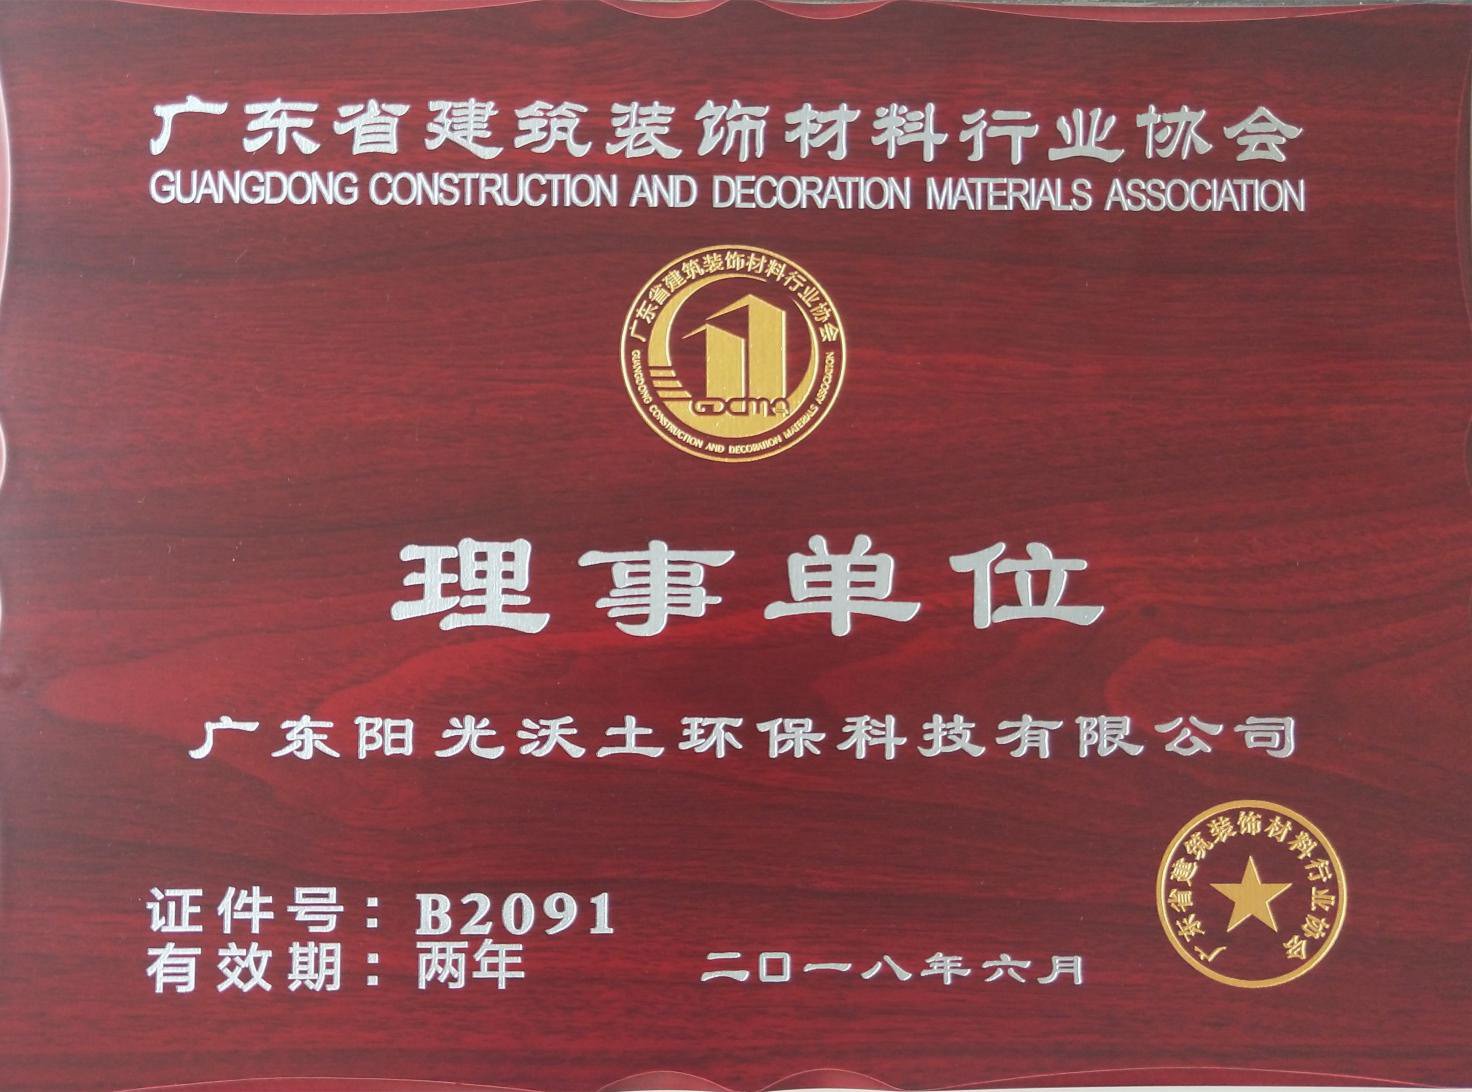 广东省建筑装饰材料行业协会
GUANGDONG CONSTRUCTION AND DECORATION MATERIALS ASSOCIATION
广东省建筑装饰材料行业协会
GDCMA
GUANGDONG CONSTRUCTION AND DECORATION MATERIALS ASSOCIATION
理事单位
广东阳光沃土环保科技有限公司
广东省建筑装饰材料行业协会
证件号：B2091
有效期：两年
二〇一八年六月